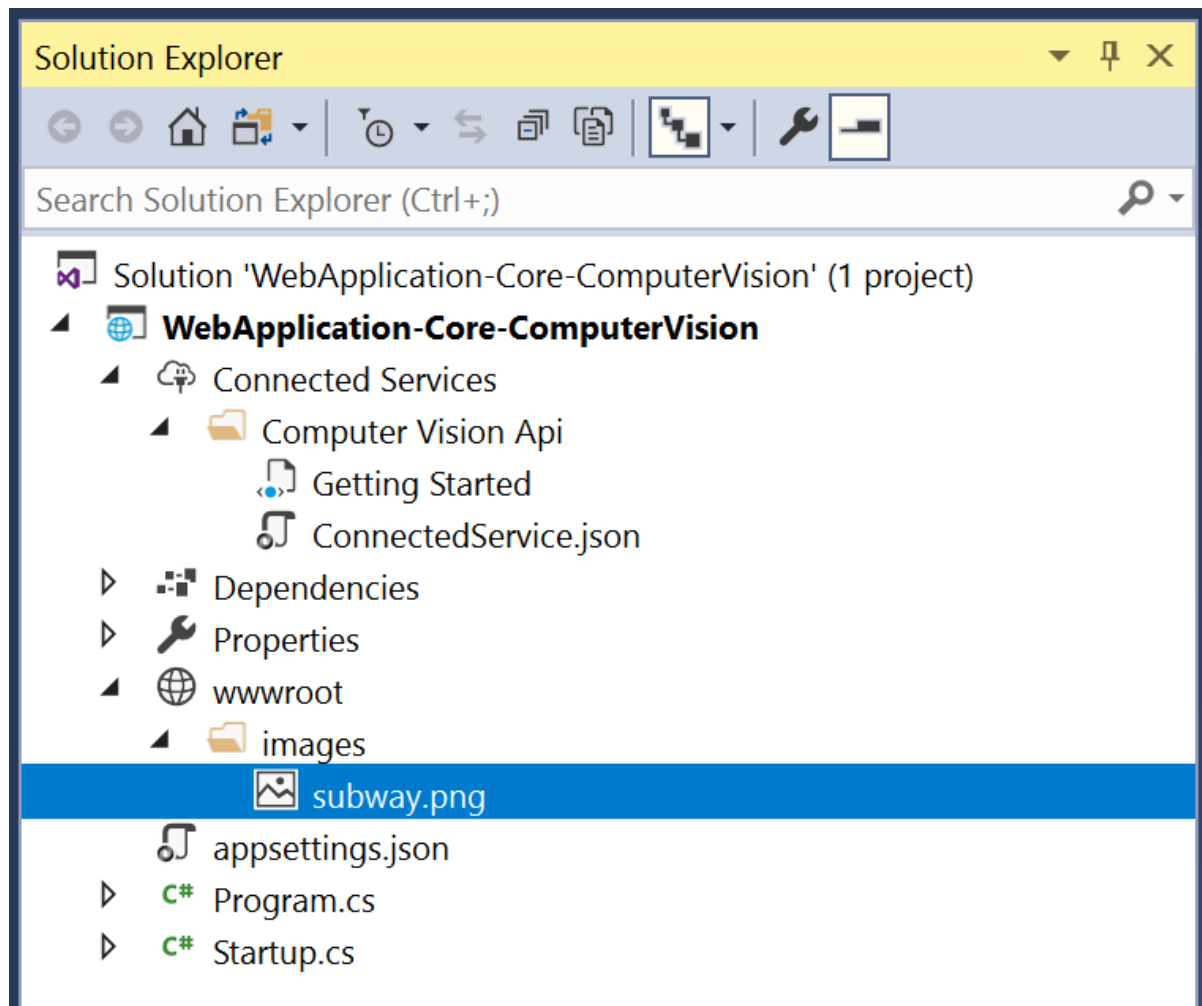 Solution Explorer
Search Solution Explorer (Ctrl+;)
Solution 'WebApplication-Core-ComputerVision' (1 project)
WebApplication-Core-ComputerVision
Connected Services
Computer Vision Api
Getting Started
ConnectedService.json
Dependencies
Properties
wwwroot
images
subway.png
appsettings.json
C# Program.cs
C# Startup.cs